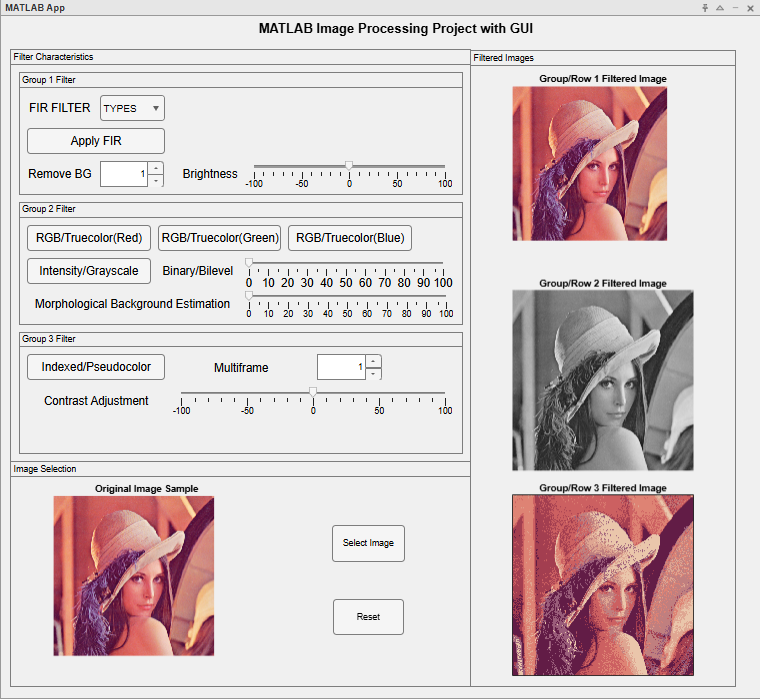 MATLAB App
MATLAB Image Processing Project with GUI
Filter Characteristics
Group 1 Filter
FIR FILTER TYPES
Apply FIR
Remove BG 1 Brightness
-100 -50 0 50 100
Group 2 Filter
RGB/Truecolor(Red) RGB/Truecolor(Green) RGB/Truecolor(Blue)
Intensity/Grayscale Binary/Bilevel
0 10 20 30 40 50 60 70 80 90 100
Morphological Background Estimation
0 10 20 30 40 50 60 70 80 90 100
Group 3 Filter
Indexed/Pseudocolor Multiframe 1
Contrast Adjustment
-100 -50 0 50 100
Image Selection
Original Image Sample
Select Image
Reset
Filtered Images
Group/Row 1 Filtered Image
Group/Row 2 Filtered Image
Group/Row 3 Filtered Image